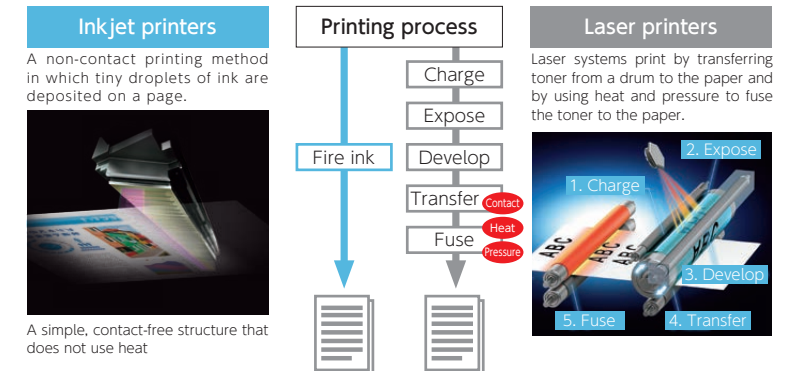 Inkjet printers
A non-contact printing method
in which tiny droplets of ink are
deposited on a page.
A simple, contact-free structure that
does not use heat
Printing process
Fire ink
Charge
Expose
Develop
Transfer
Contact
Heat
Fuse
Pressure
Laser printers
Laser systems print by transferring
toner from a drum to the paper and
by using heat and pressure to fuse
the toner to the paper.
2. Expose
1. Charge
ABC
ABC
ABC
3. Develop
5. Fuse
4. Transfer